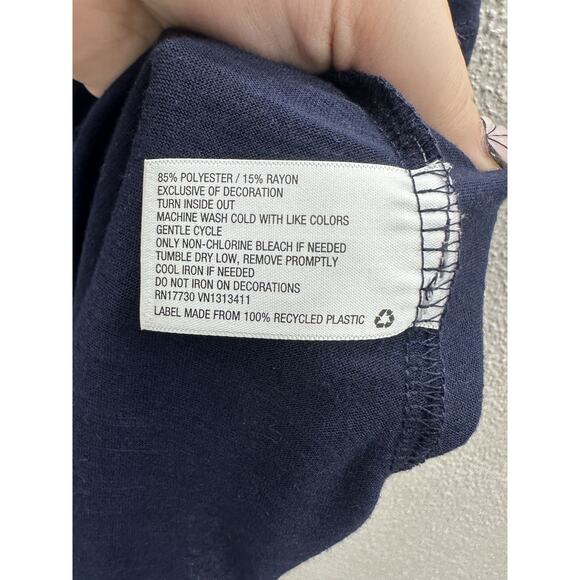 85% POLYESTER / 15% RAYON
EXCLUSIVE OF DECORATION
TURN INSIDE OUT
MACHINE WASH COLD WITH LIKE COLORS
GENTLE CYCLE
ONLY NON-CHLORINE BLEACH IF NEEDED
TUMBLE DRY LOW, REMOVE PROMPTLY
COOL IRON IF NEEDED
DO NOT IRON ON DECORATIONS
RN17730 VN1313411
LABEL MADE FROM 100% RECYCLED PLASTIC